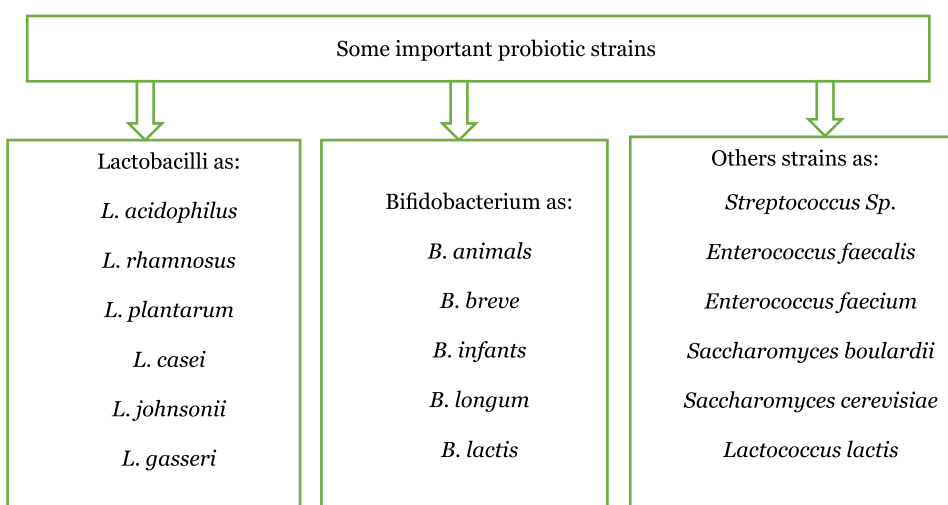 Some important probiotic strains
Lactobacilli as:
L. acidophilus
L. rhamnosus
L. plantarum
L. casei
L. johnsonii
L. gasseri
Bifidobacterium as:
B. animals
B. breve
B. infants
B. longum
B. lactis
Others strains as:
Streptococcus Sp.
Enterococcus faecalis
Enterococcus faecium
Saccharomyces boulardii
Saccharomyces cerevisiae
Lactococcus lactis